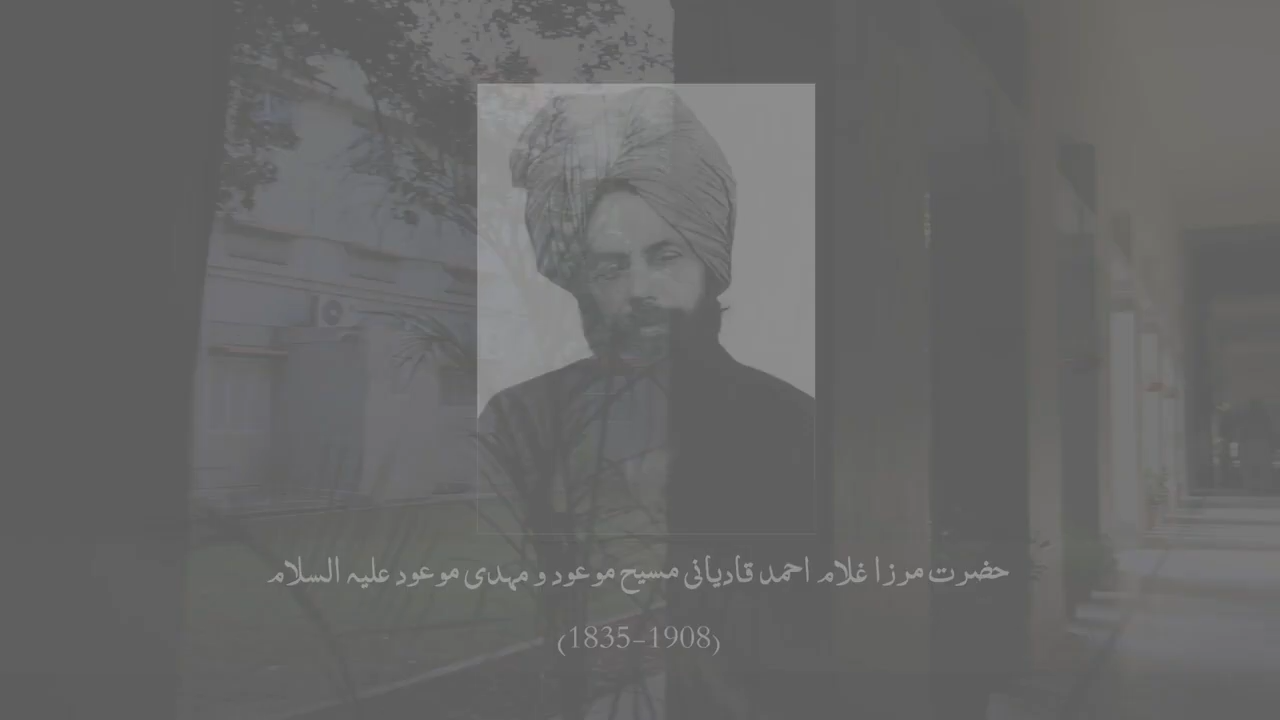 حضرت مرزا غلام احمد قادیانی مسیح موعود و مہدی موعود علیہ السلام
(1835-1908)